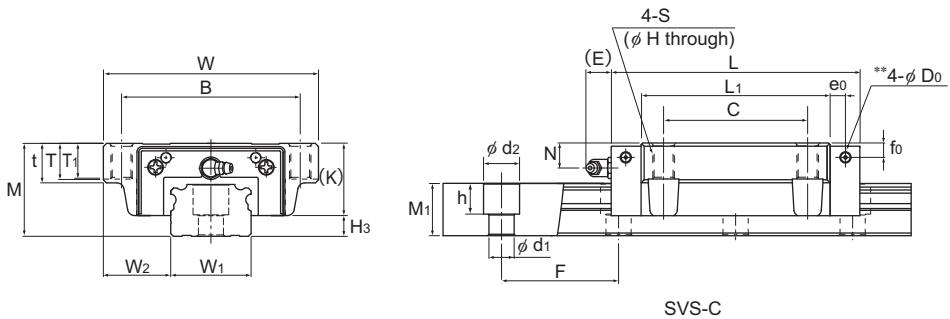 W
B
t
T
T1
M
(K)
H3
W2
W1
4-S
(φ H through)
(E)
L
L1
e0
**4-φ D0
C
N
f0
φ d2
h
M1
φ d1
F
SVS-C